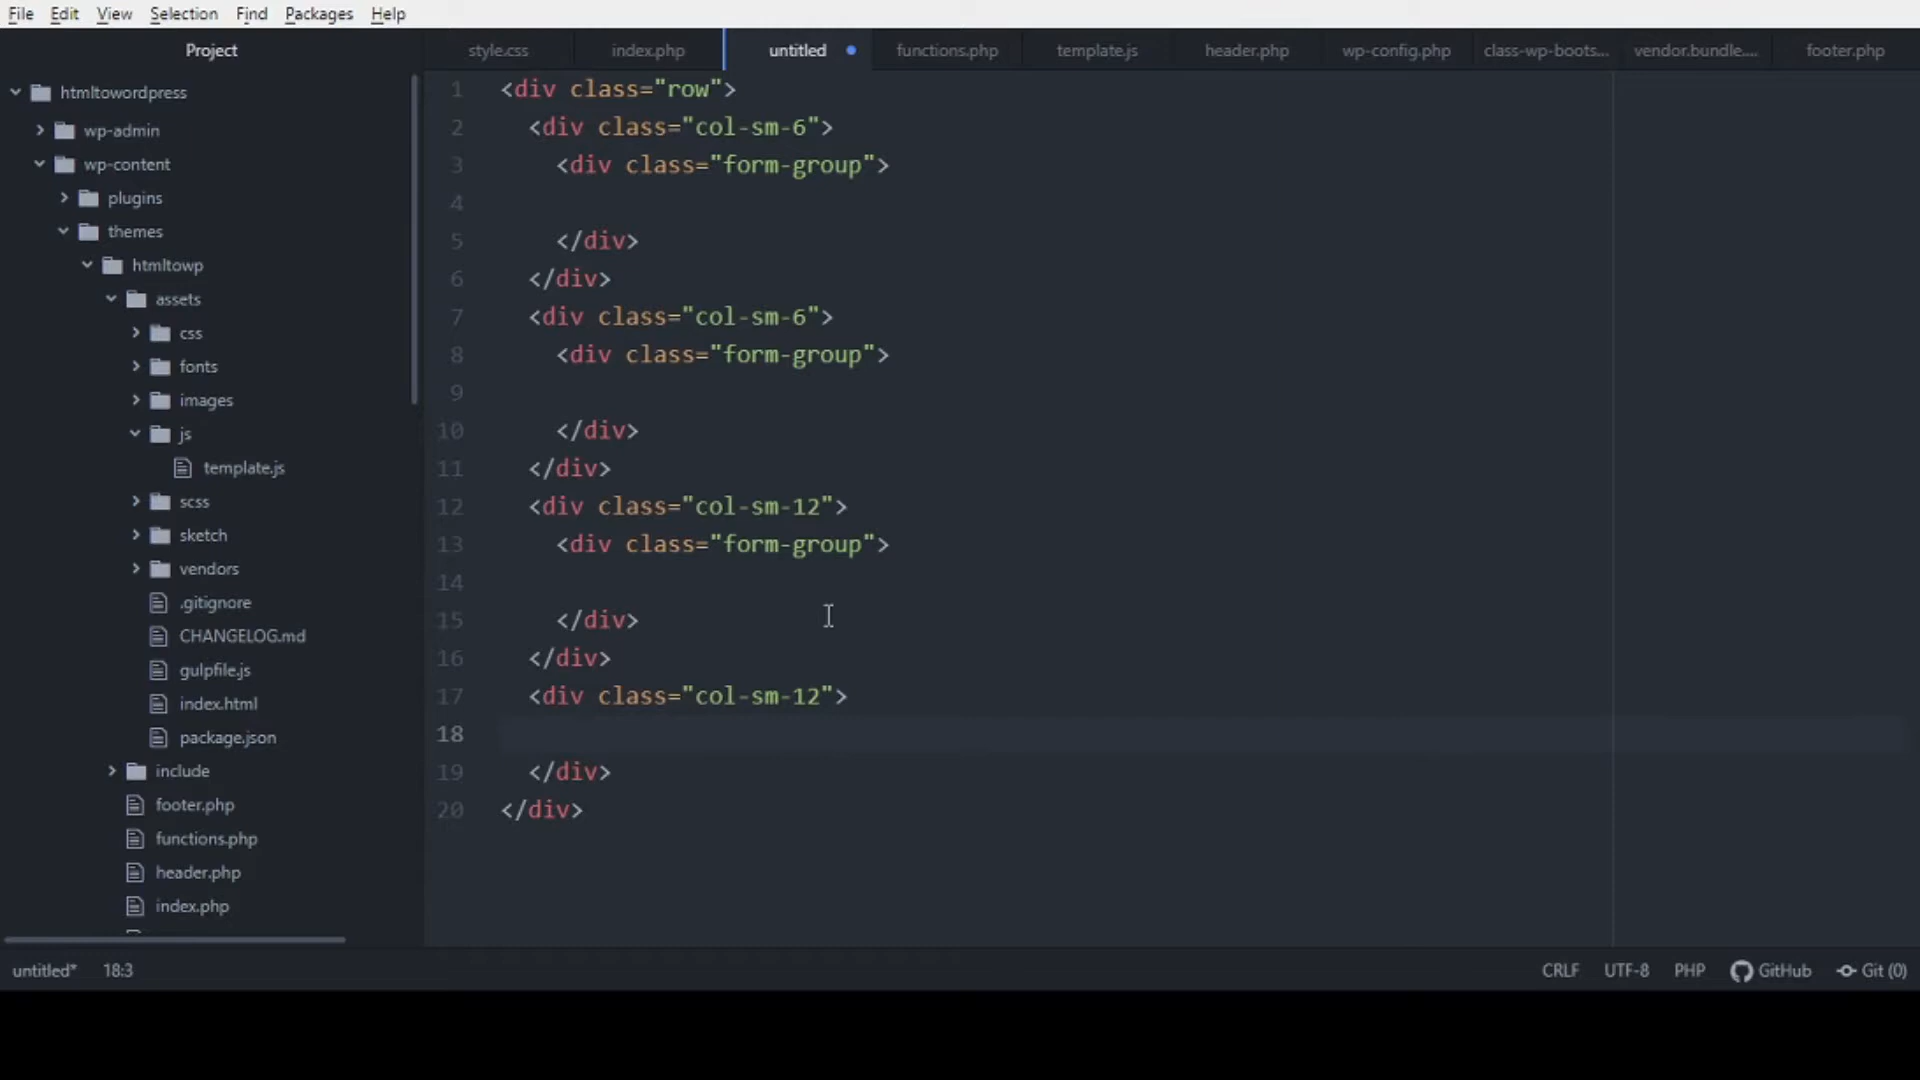 File Edit View Selection Find Packages Help
Project
style.css index.php untitled functions.php template.js header.php wp-config.php class-wp-boots... vendor.bundle.... footer.php
htmltowordpress
wp-admin
wp-content
plugins
themes
htmltowp
assets
css
fonts
images
js
template.js
scss
sketch
vendors
.gitignore
CHANGELOG.md
gulpfile.js
index.html
package.json
include
footer.php
functions.php
header.php
index.php
1 <div class="row">
2 <div class="col-sm-6">
3 <div class="form-group">
4
5 </div>
6 </div>
7 <div class="col-sm-6">
8 <div class="form-group">
9
10 </div>
11 </div>
12 <div class="col-sm-12">
13 <div class="form-group">
14
15 </div>
16 </div>
17 <div class="col-sm-12">
18
19 </div>
20 </div>
untitled* 18:3 CRLF UTF-8 PHP GitHub Git (0)